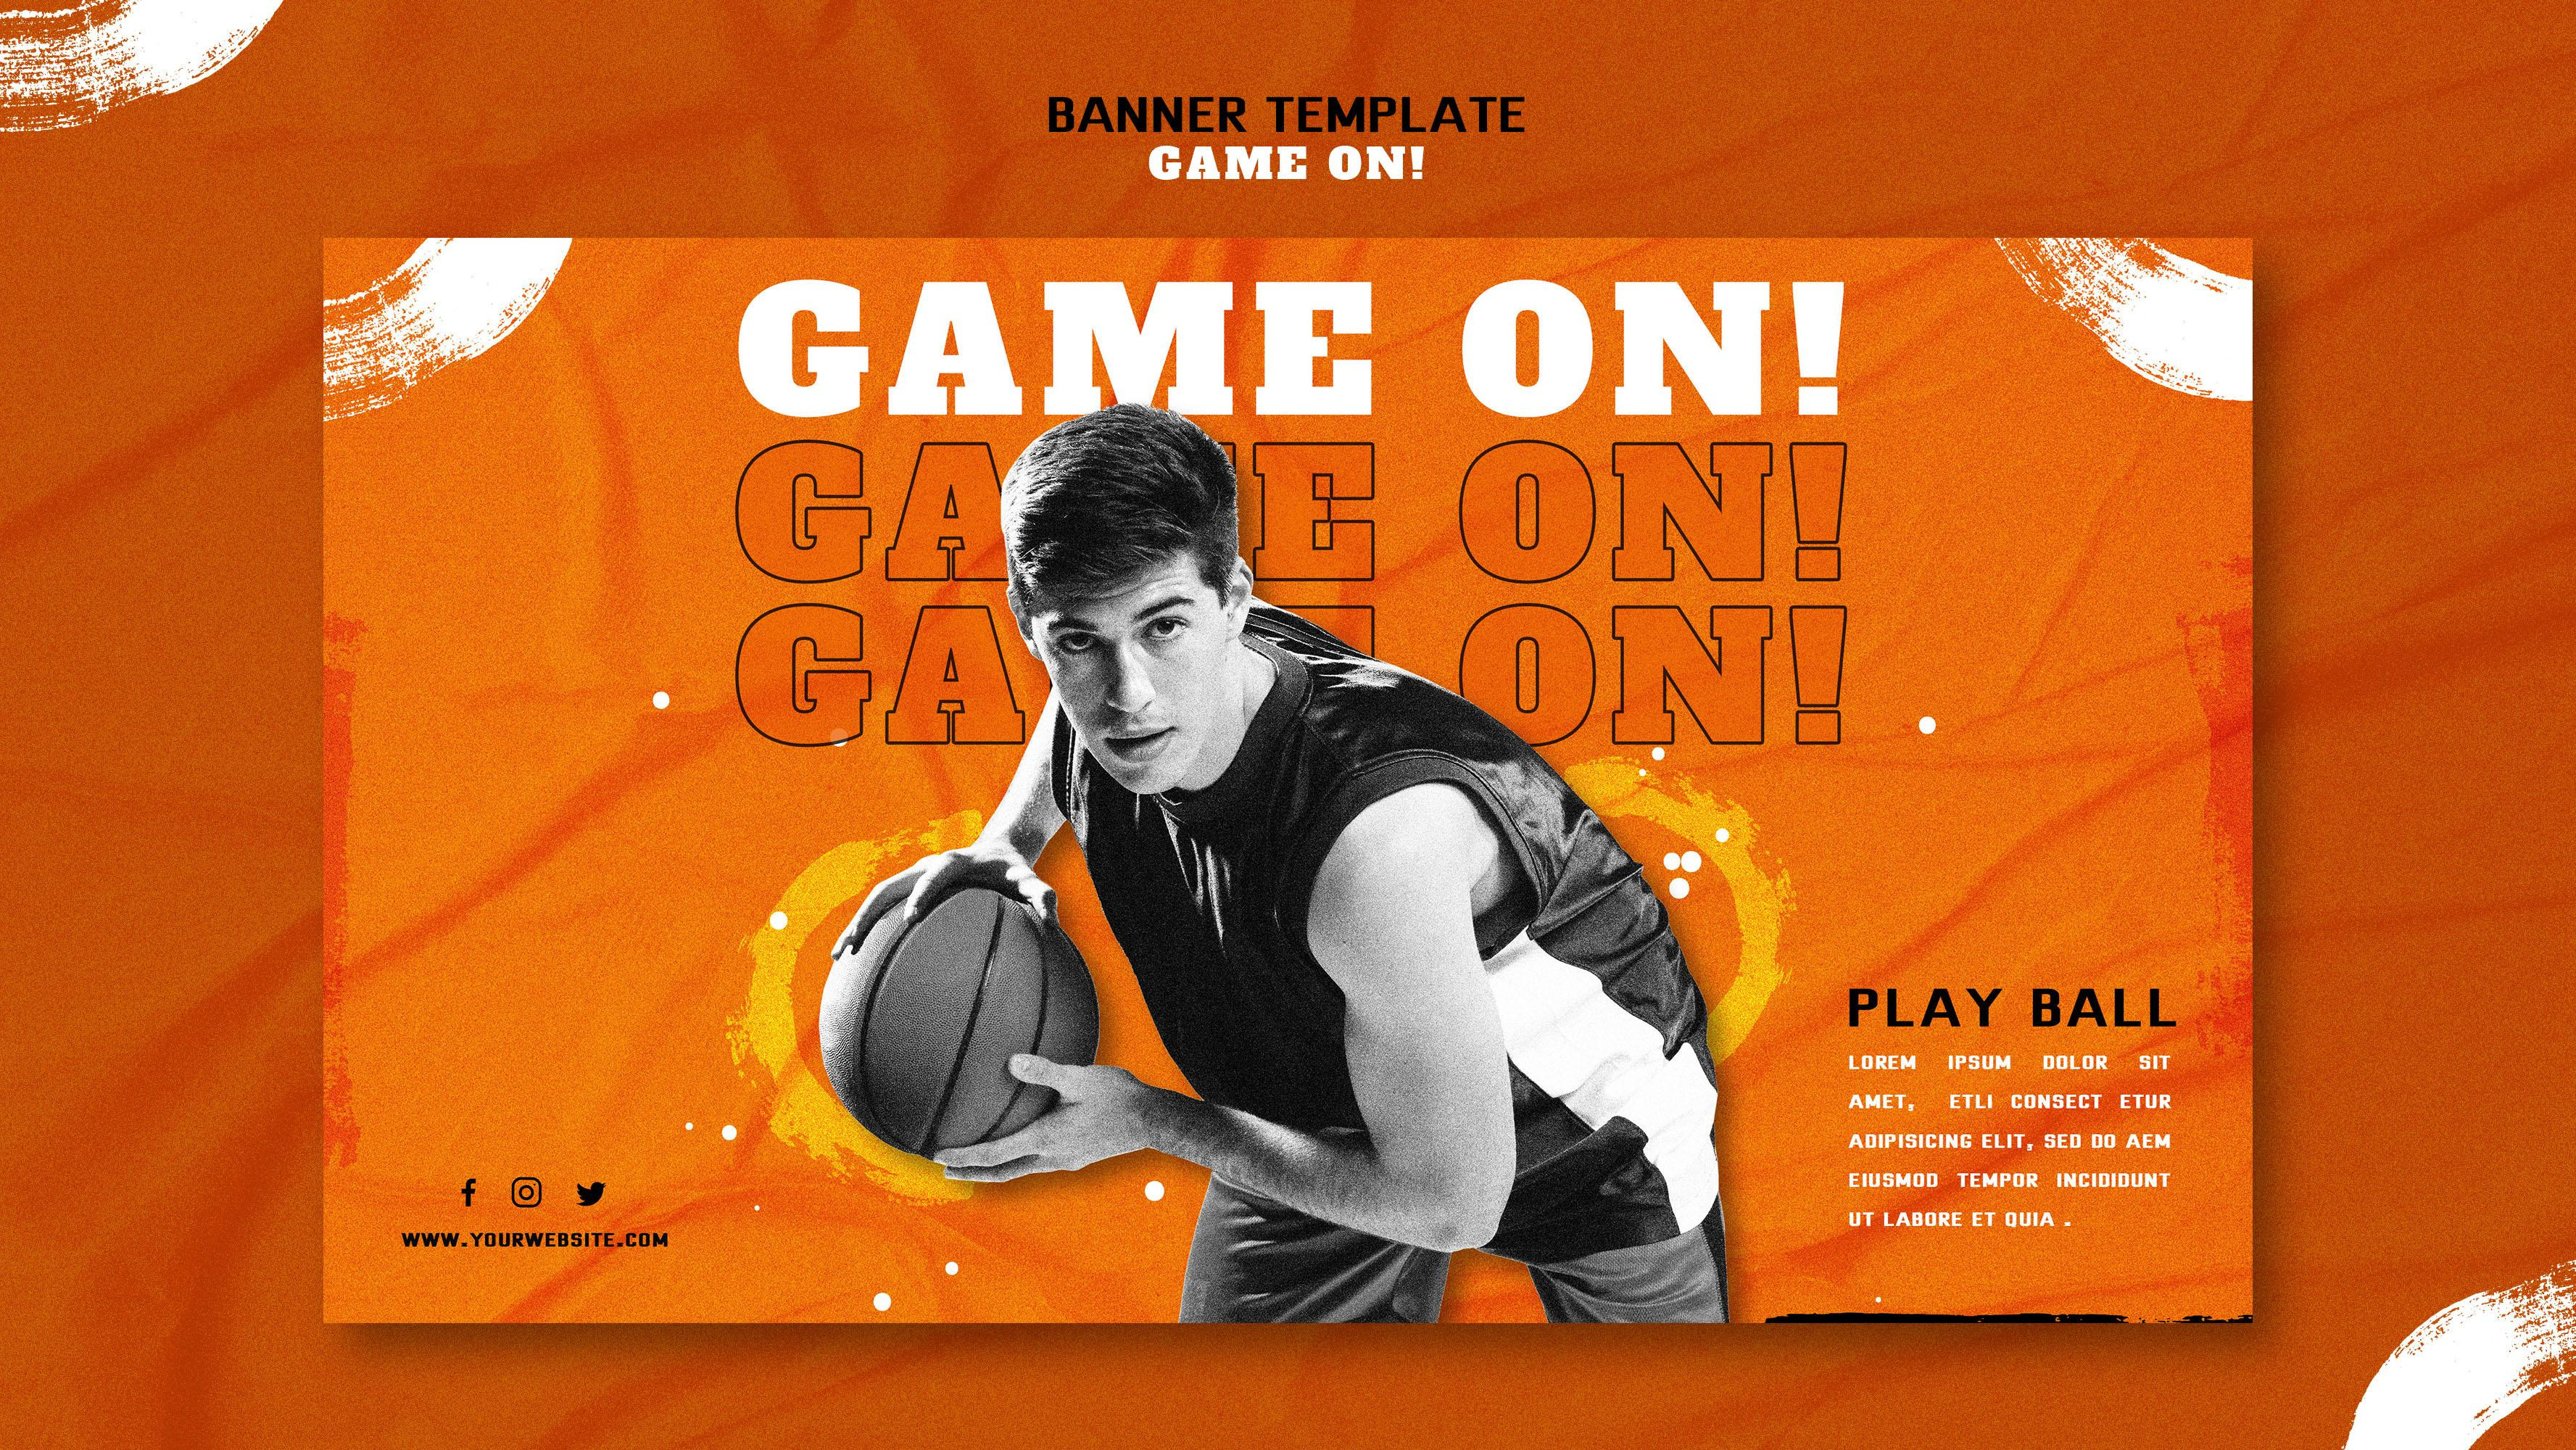 BANNER TEMPLATE
GAME ON!
GAME ON!
GAME ON!
GA ON!
PLAY BALL
LOREM IPSUM DOLOR SIT
AMET, ETLI CONSECT ETUR
ADIPISICING ELIT, SED DO AEM
EIUSMOD TEMPOR INCIDIDUNT
UT LABORE ET QUIA .
WWW.YOURWEBSITE.COM